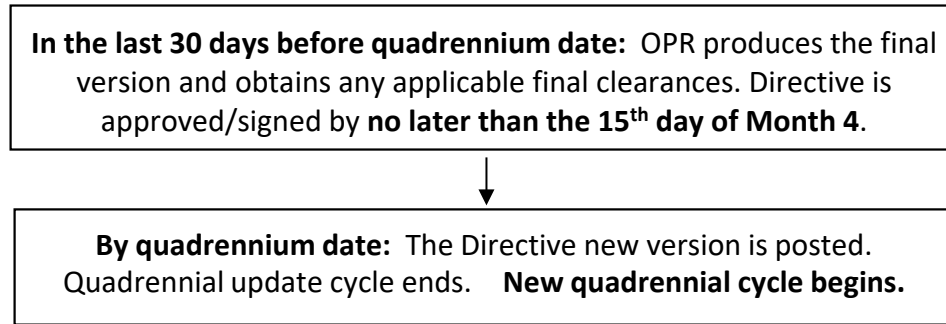 In the last 30 days before quadrennium date: OPR produces the final
version and obtains any applicable final clearances. Directive is
approved/signed by no later than the 15th day of Month 4.
By quadrennium date: The Directive new version is posted.
Quadrennial update cycle ends. New quadrennial cycle begins.